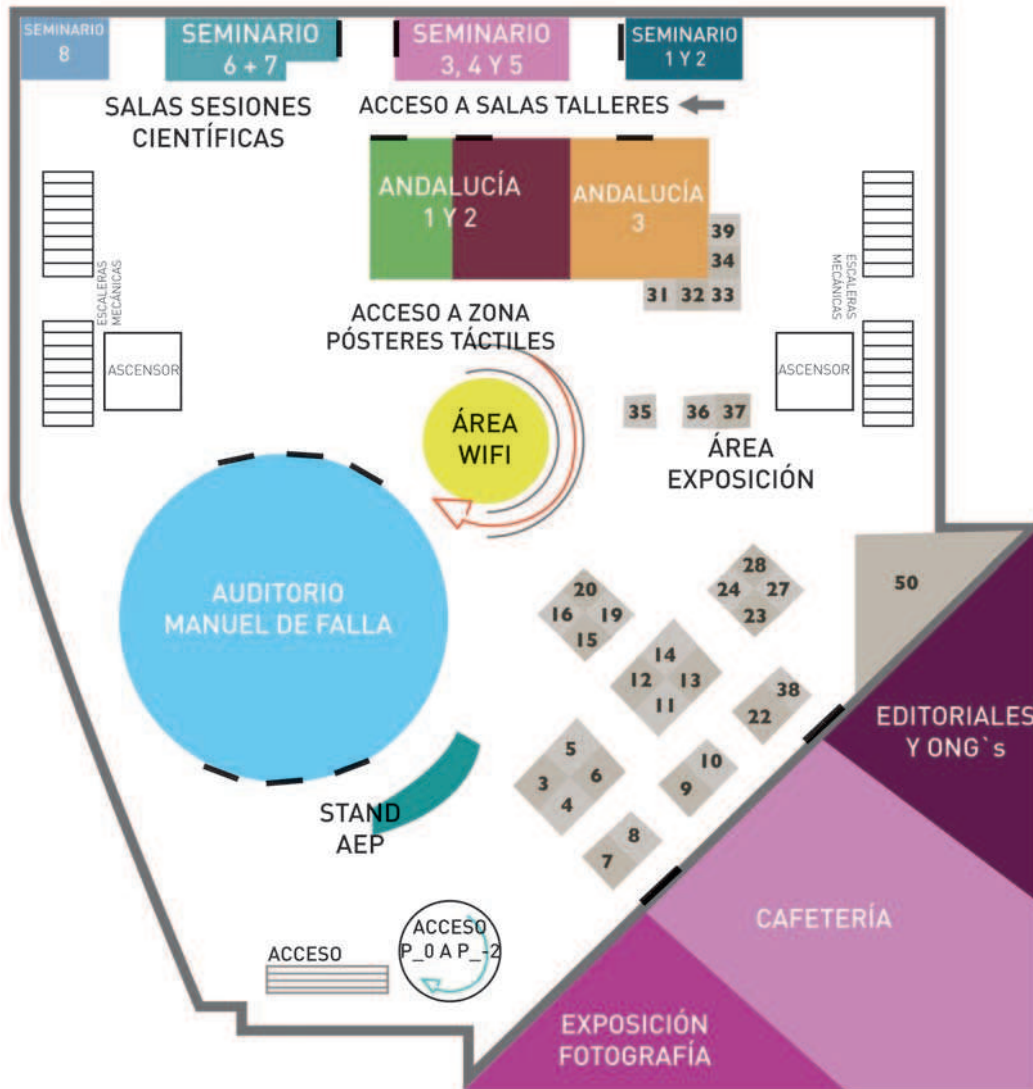 SEMINARIO
8
SEMINARIO
6 + 7
SEMINARIO
3, 4 Y 5
SEMINARIO
1 Y 2
SALAS SESIONES
CIENTÍFICAS
ACCESO A SALAS TALLERES
ANDALUCÍA
1 Y 2
ANDALUCÍA
3
39
34
31 32 33
ESCALERAS
MECÁNICAS
ASCENSOR
ACCESO A ZONA
PÓSTERES TÁCTILES
ESCALERAS
MECÁNICAS
ASCENSOR
ÁREA
WIFI
35 36 37
ÁREA
EXPOSICIÓN
AUDITORIO
MANUEL DE FALLA
20
16 19
15
28
24 27
23
50
14
12 13
11
38
22
5
3 6
4
10
9
8
7
EDITORIALES
Y ONG`s
STAND
AEP
CAFETERÍA
ACCESO
ACCESO
P_0 A P_-2
EXPOSICIÓN
FOTOGRAFÍA